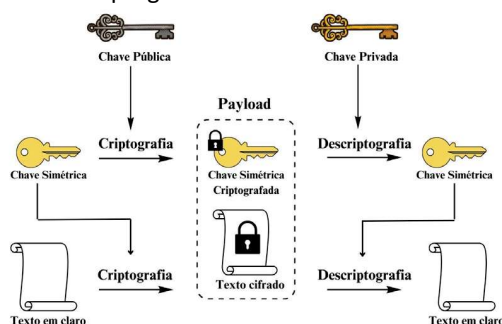 Chave Pública
Chave Privada
Payload
Criptografia
Descriptografia
Chave Simétrica
Chave Simétrica
Criptografada
Chave Simétrica
Criptografia
Texto cifrado
Descriptografia
Texto em claro
Texto em claro